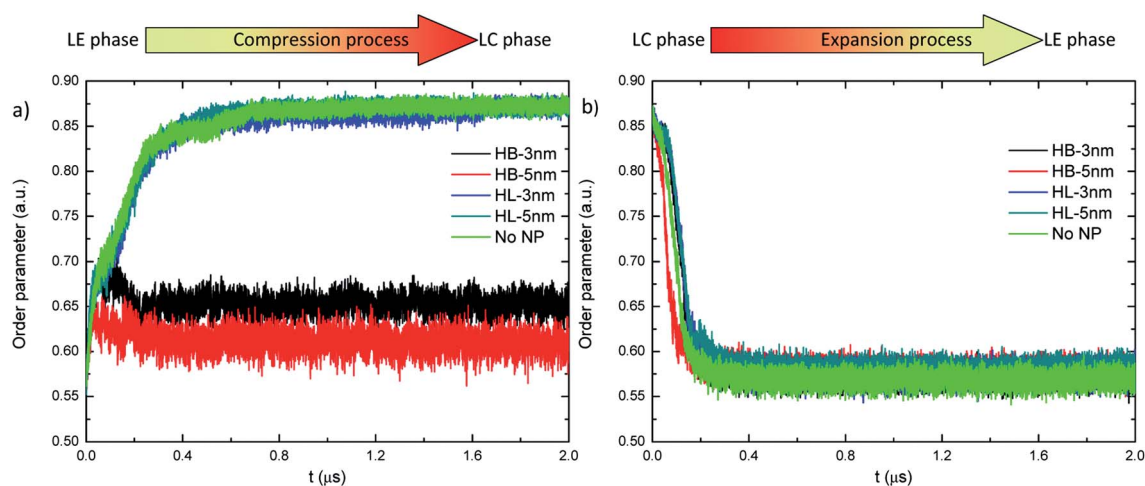 LE phase
Compression process
LC phase
a)
0.90
0.85
0.80
0.75
0.70
0.65
0.60
0.55
0.50
Order parameter (a.u.)
HB-3nm
HB-5nm
HL-3nm
HL-5nm
No NP
0.0
0.4
0.8
1.2
1.6
2.0
t (μs)
LC phase
Expansion process
LE phase
b)
0.90
0.85
0.80
0.75
0.70
0.65
0.60
0.55
0.50
Order parameter (a.u.)
HB-3nm
HB-5nm
HL-3nm
HL-5nm
No NP
0.0
0.4
0.8
1.2
1.6
2.0
t (μs)